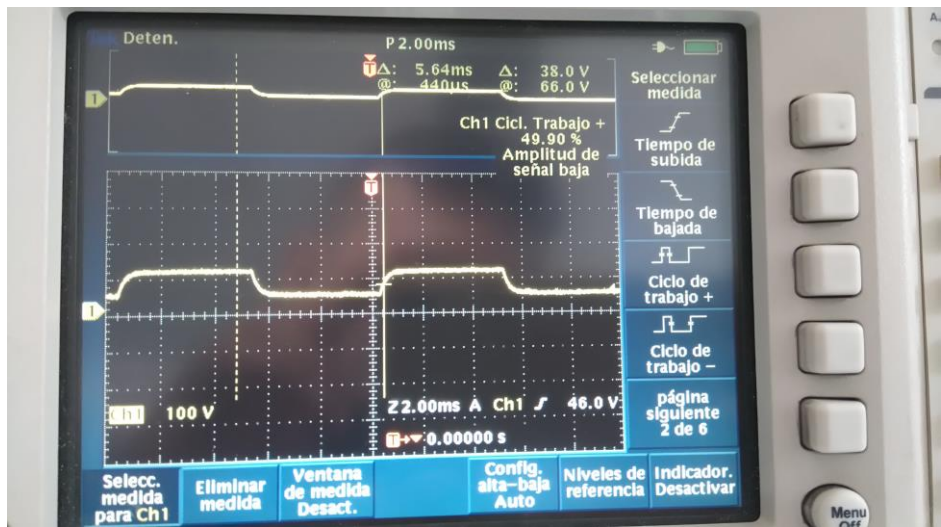 Tek Deten.
P 2.00ms
T
Δ: 5.64ms Δ: 38.0 V
@: 440µs @: 66.0 V
1
Ch1 Cicl. Trabajo +
49.90 %
Amplitud de
señal baja
T
1
Ch1 100 V
Z 2.00ms A Ch1 46.0 V
T 0.00000 s
Seleccionar
medida
Tiempo de
subida
Tiempo de
bajada
Ciclo de
trabajo +
Ciclo de
trabajo −
página
siguiente
2 de 6
Selecc.
medida
para Ch1
Eliminar
medida
Ventana
de medida
Desact.
Config.
alta-baja
Auto
Niveles de
referencia
Indicador.
Desactivar
Menu
Off